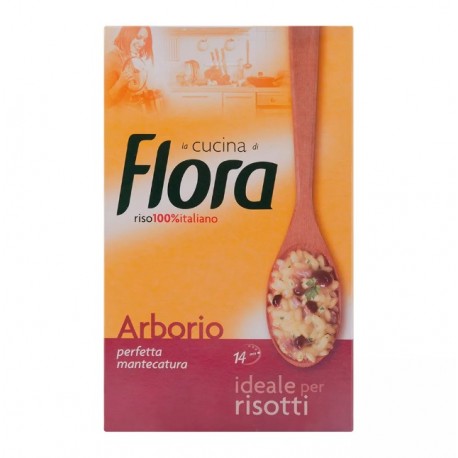 la cucina di
Flora
riso100%italiano
Arborio
perfetta
mantecatura
14
ideale per
risotti